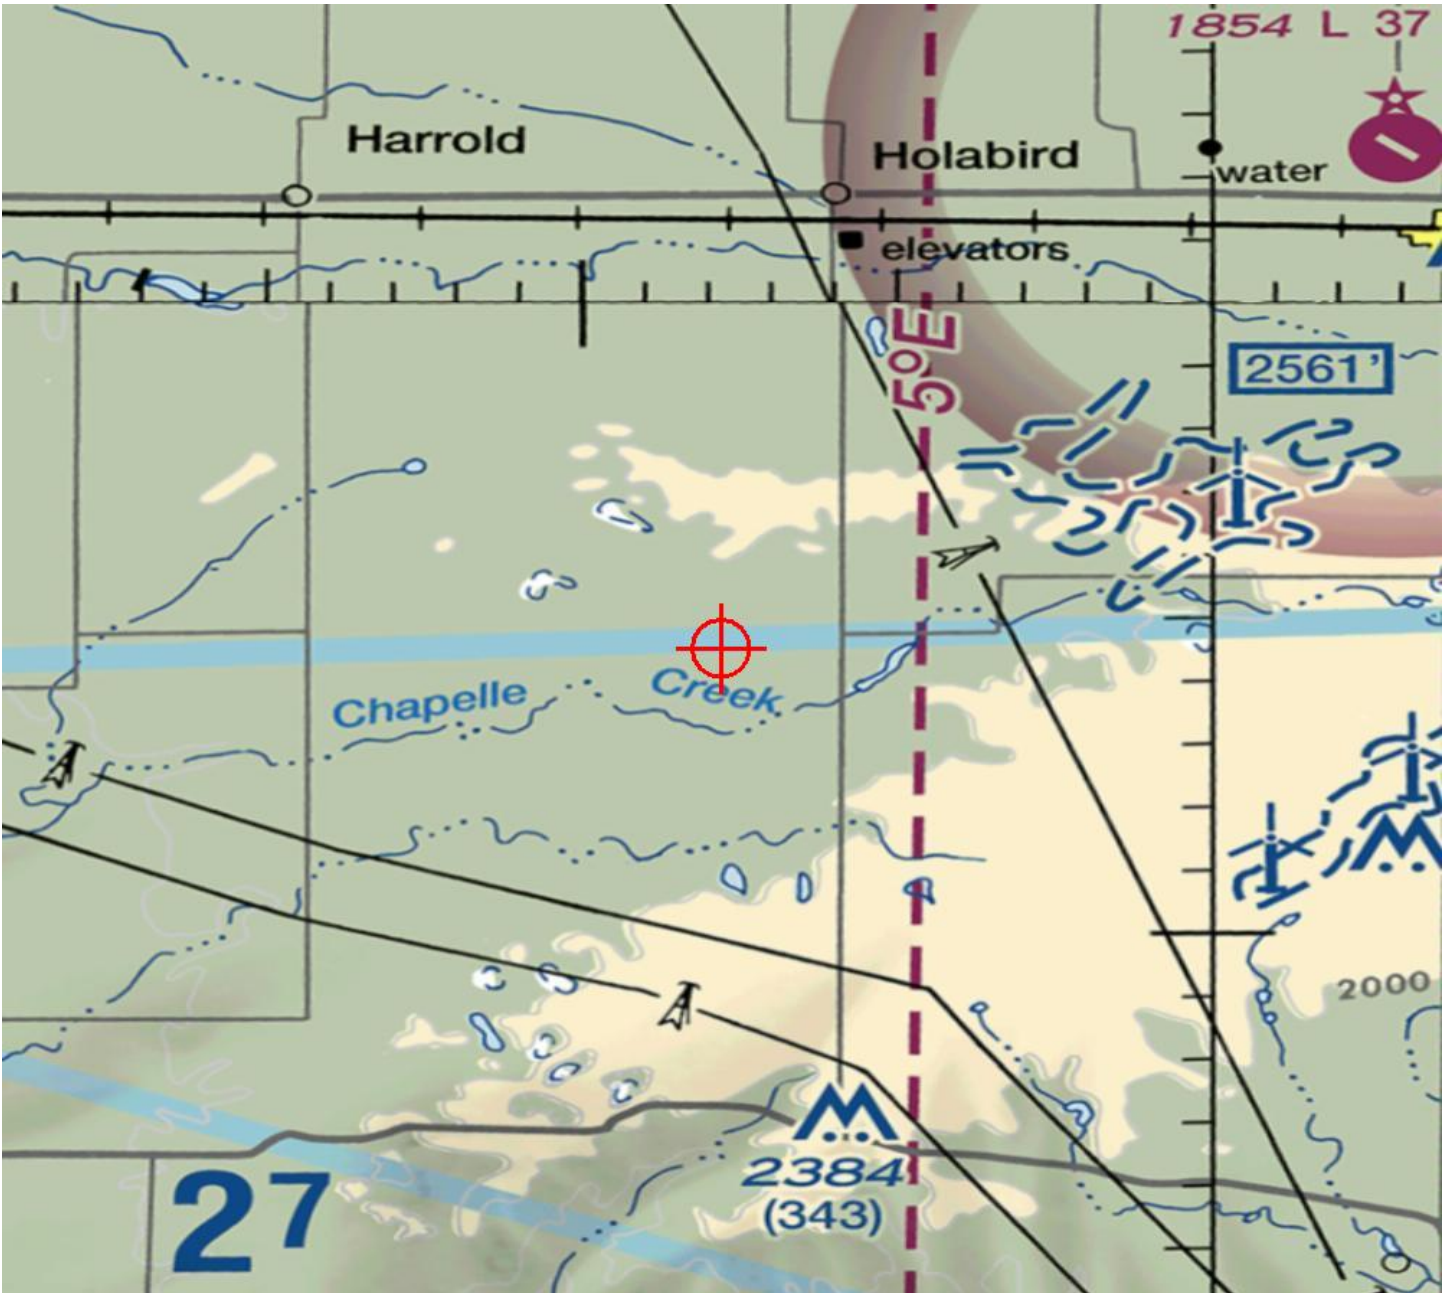 1854 L 37
Harrold
Holabird
water
elevators
5°E
2561'
Chapelle Creek
2000
27
2384
(343)